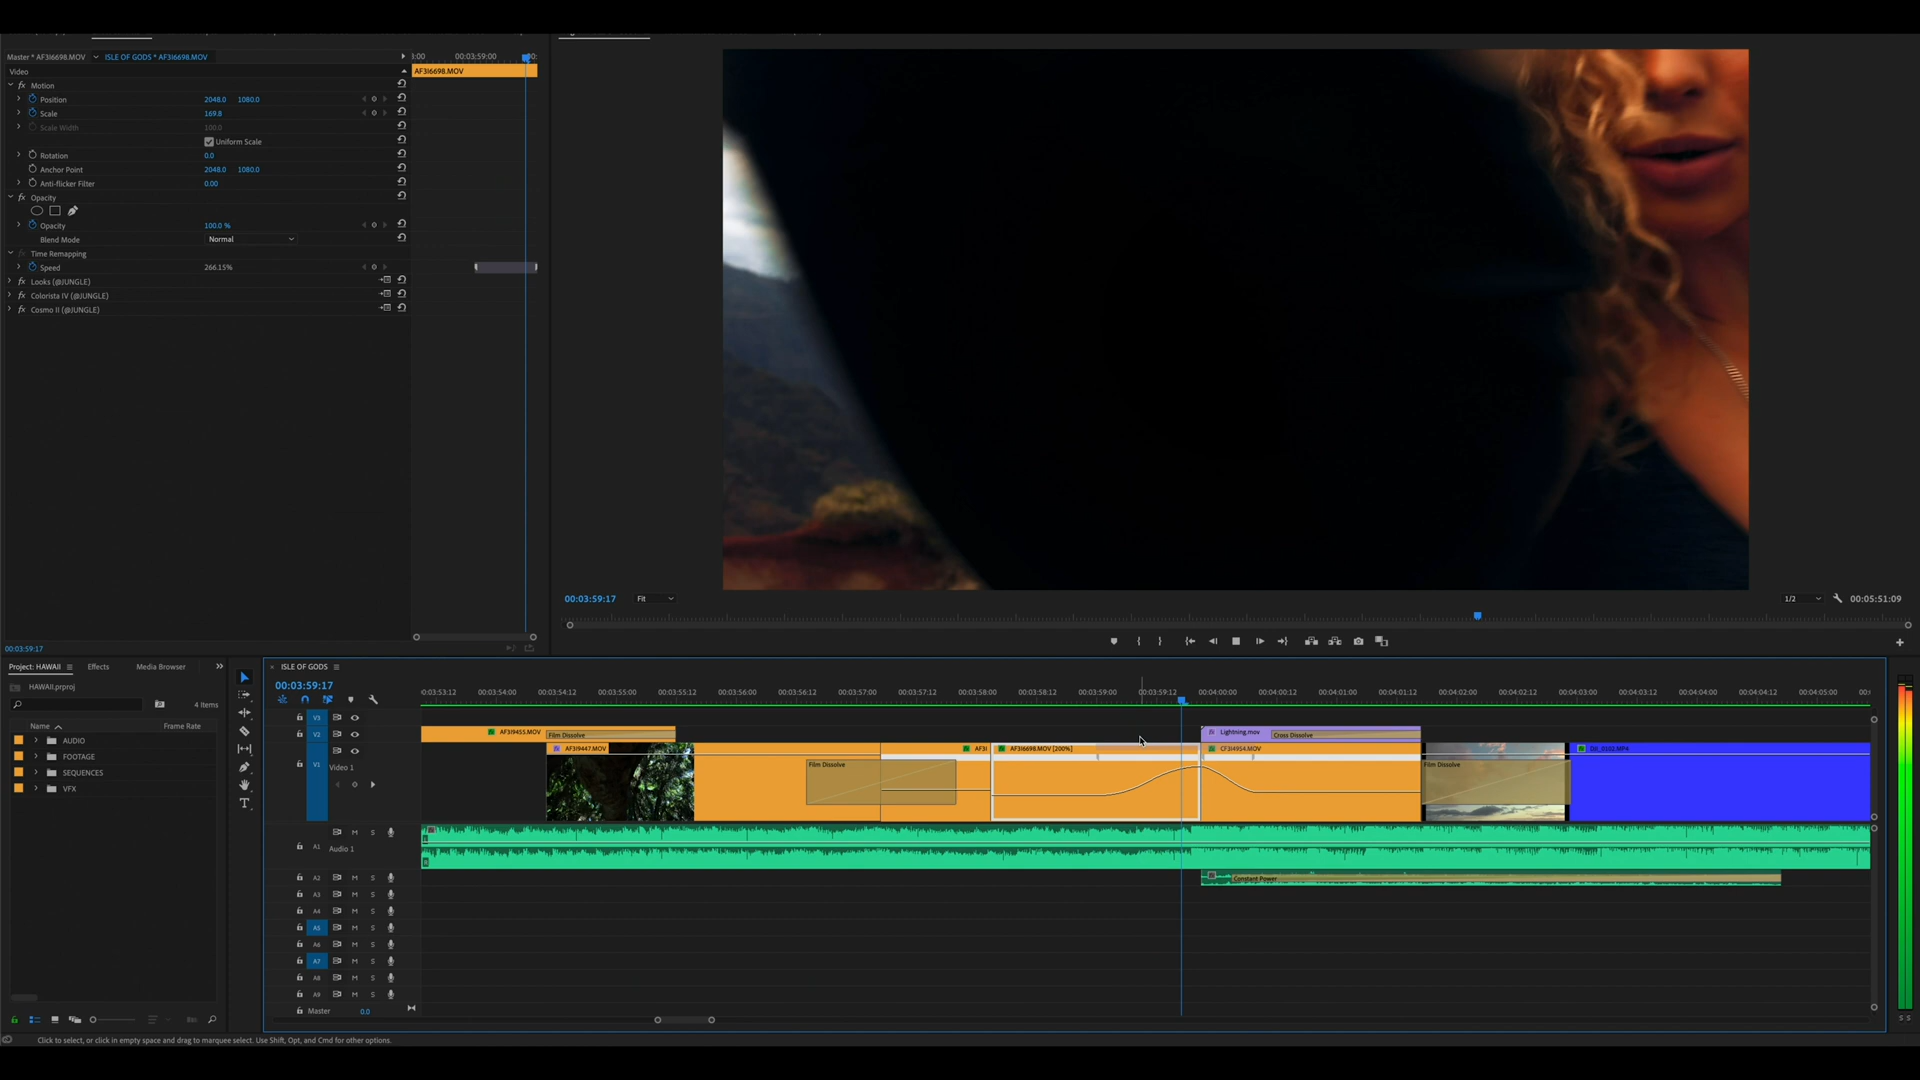 Master * AF3I6698.MOV
ISLE OF GODS * AF3I6698.MOV
00:03:59:00
Video
AF3I6698.MOV
fx Motion
Position 2048.0 1080.0
Scale 169.8
Scale Width 100.0
Uniform Scale
Rotation 0.0
Anchor Point 2048.0 1080.0
Anti-flicker Filter 0.00
fx Opacity
Opacity 100.0 %
Blend Mode Normal
Time Remapping
Speed 266.15%
fx Looks (@JUNGLE)
fx Colorista IV (@JUNGLE)
fx Cosmo II (@JUNGLE)
00:03:59:17
00:03:59:17 Fit 1/2 00:05:51:09
Project: HAWAII Effects Media Browser
HAWAII.prproj
4 Items
Name Frame Rate
AUDIO
FOOTAGE
SEQUENCES
VFX
× ISLE OF GODS
00:03:59:17
00:03:53:12 00:03:54:00 00:03:54:12 00:03:55:00 00:03:55:12 00:03:56:00 00:03:56:12 00:03:57:00 00:03:57:12 00:03:58:00 00:03:58:12 00:03:59:00 00:03:59:12 00:04:00:00 00:04:00:12 00:04:01:00 00:04:01:12 00:04:02:00 00:04:02:12 00:04:03:00 00:04:03:12 00:04:04:00 00:04:04:12 00:04:05:00
V3
V2 AF3I9455.MOV Film Dissolve Lightning.mov Cross Dissolve
AF3I9447.MOV AF3I AF3I6698.MOV [200%] CF3I4954.MOV DJI_0102.MP4
V1 Video 1 Film Dissolve Film Dissolve
M S
A1 Audio 1
A2 M S Constant Power
A3 M S
A4 M S
A5 M S
A6 M S
A7 M S
A8 M S
A9 M S
Master 0.0
S S
Click to select, or click in empty space and drag to marquee select. Use Shift, Opt, and Cmd for other options.